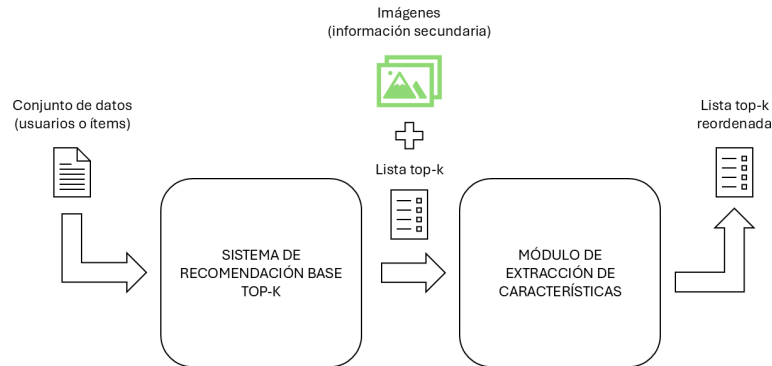 Imágenes
(información secundaria)
Conjunto de datos
(usuarios o ítems)
Lista top-k
reordenada
Lista top-k
SISTEMA DE
RECOMENDACIÓN BASE
TOP-K
MÓDULO DE
EXTRACCIÓN DE
CARACTERÍSTICAS